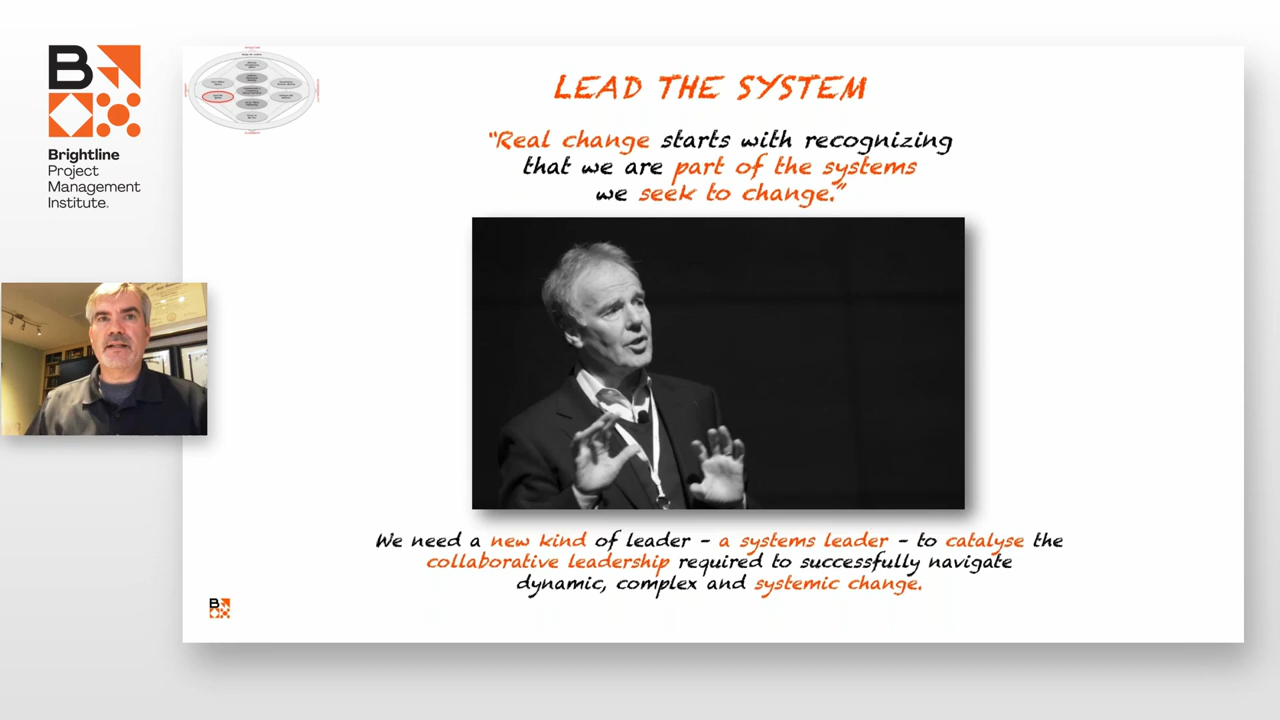 B
Brightline
Project
Management
Institute.
LEAD THE SYSTEM
"Real change starts with recognizing
that we are part of the systems
we seek to change."
We need a new kind of leader - a systems leader - to catalyse the
collaborative leadership required to successfully navigate
dynamic, complex and systemic change.
B